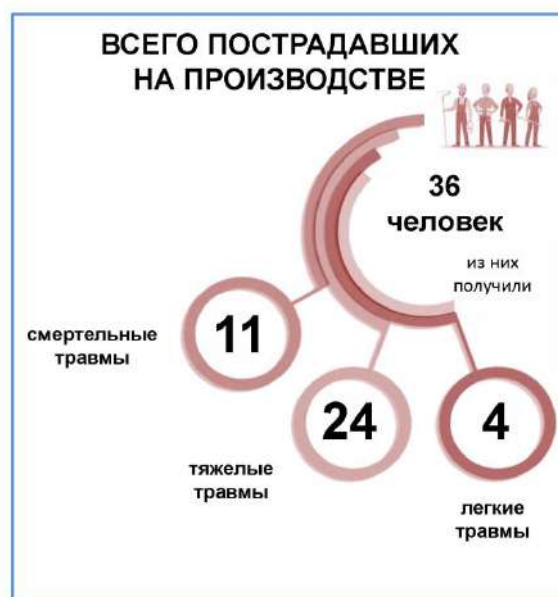 ВСЕГО ПОСТРАДАВШИХ
НА ПРОИЗВОДСТВЕ
36
человек
из них
получили
11
смертельные
травмы
24
тяжелые
травмы
4
легкие
травмы